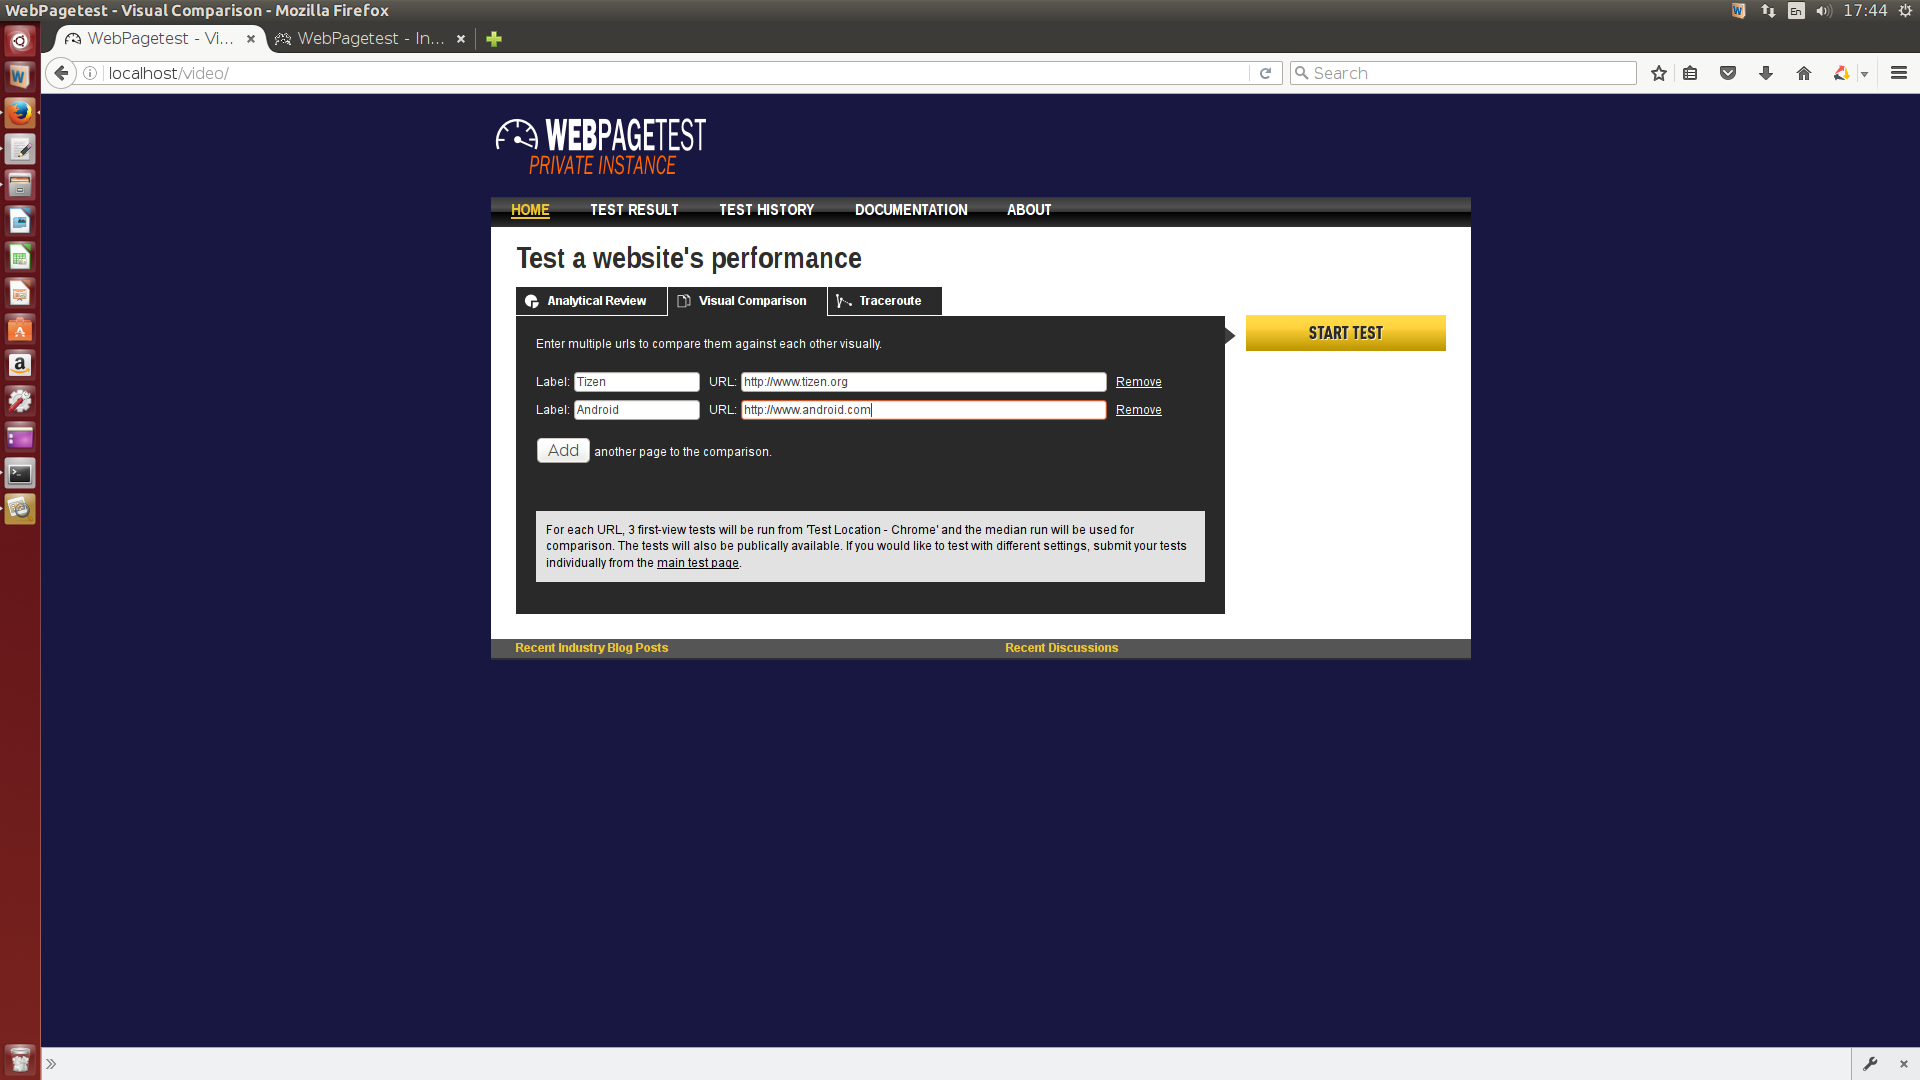 WebPagetest - Visual Comparison - Mozilla Firefox
En
17:44
WebPagetest - Vi...
WebPagetest - In...
localhost/video/
Search
WEBPAGETEST
PRIVATE INSTANCE
HOME
TEST RESULT
TEST HISTORY
DOCUMENTATION
ABOUT
Test a website's performance
Analytical Review
Visual Comparison
Traceroute
START TEST
Enter multiple urls to compare them against each other visually.
Label: Tizen URL: http://www.tizen.org Remove
Label: Android URL: http://www.android.com Remove
Add another page to the comparison.
For each URL, 3 first-view tests will be run from 'Test Location - Chrome' and the median run will be used for
comparison. The tests will also be publically available. If you would like to test with different settings, submit your tests
individually from the main test page.
Recent Industry Blog Posts
Recent Discussions